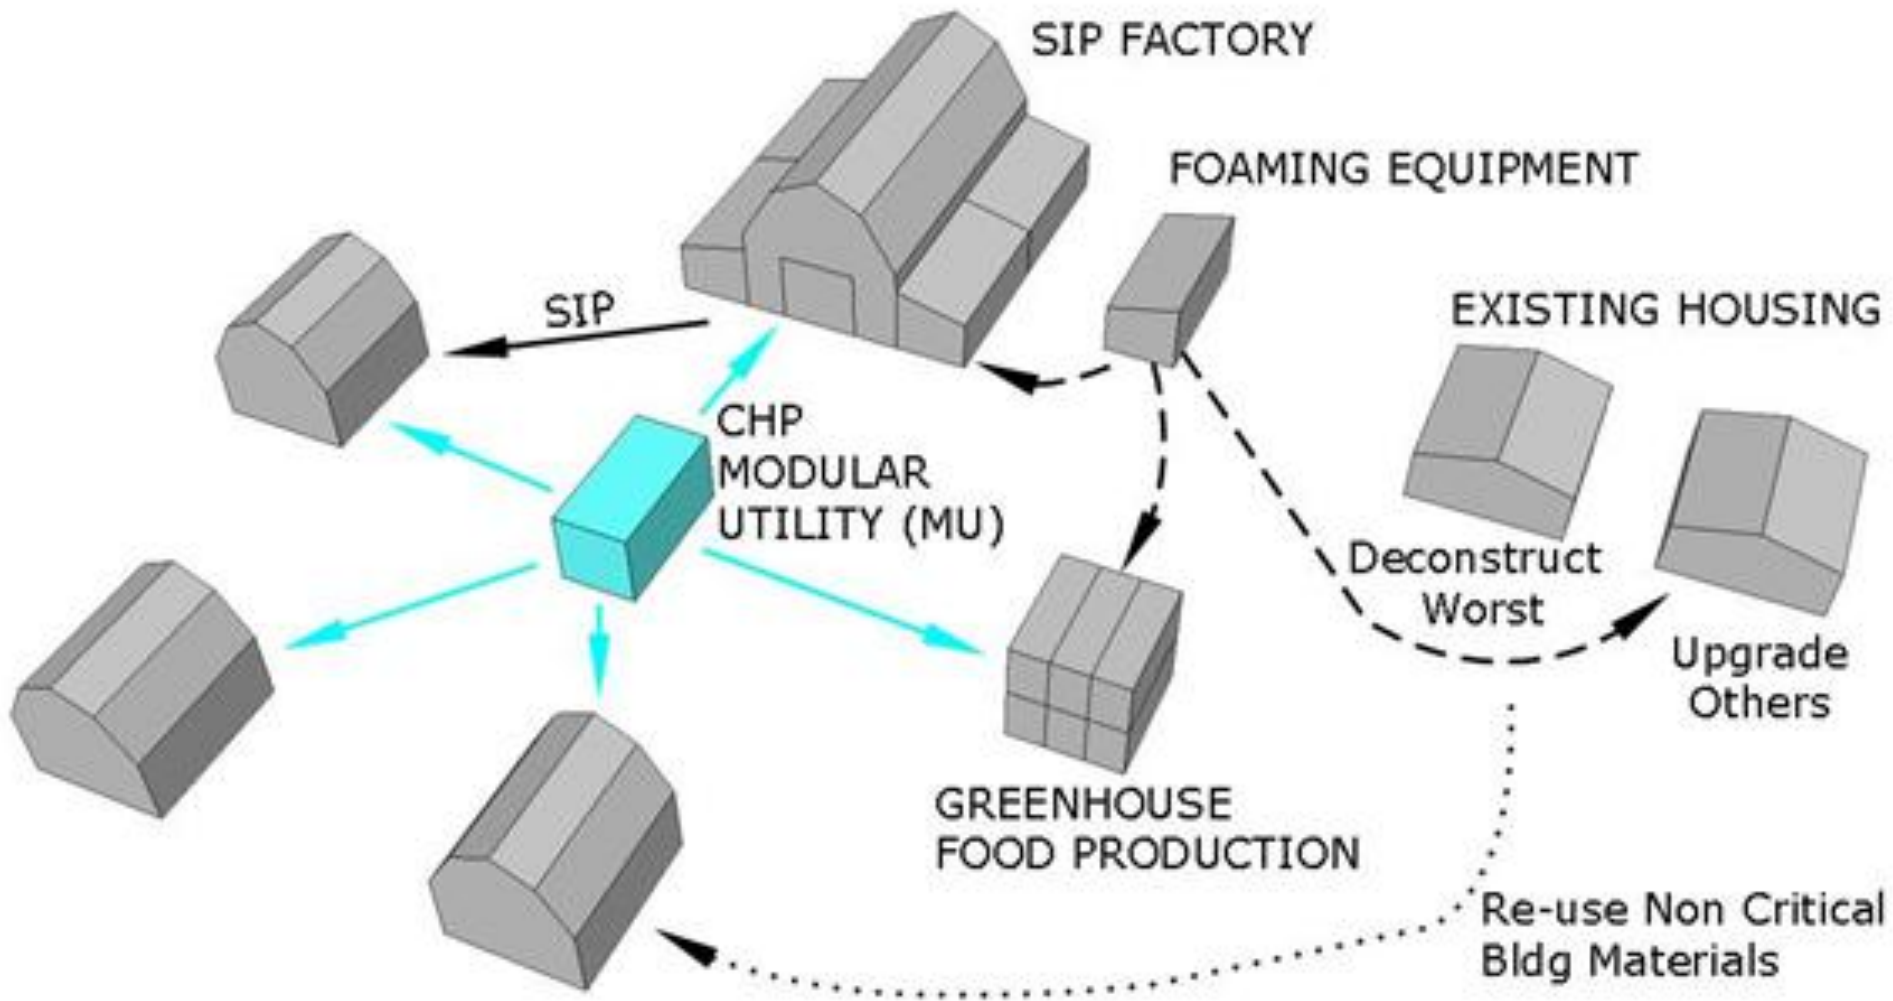 SIP FACTORY
FOAMING EQUIPMENT
EXISTING HOUSING
SIP
CHP
MODULAR
UTILITY (MU)
Deconstruct
Worst
Upgrade
Others
GREENHOUSE
FOOD PRODUCTION
Re-use Non Critical
Bldg Materials